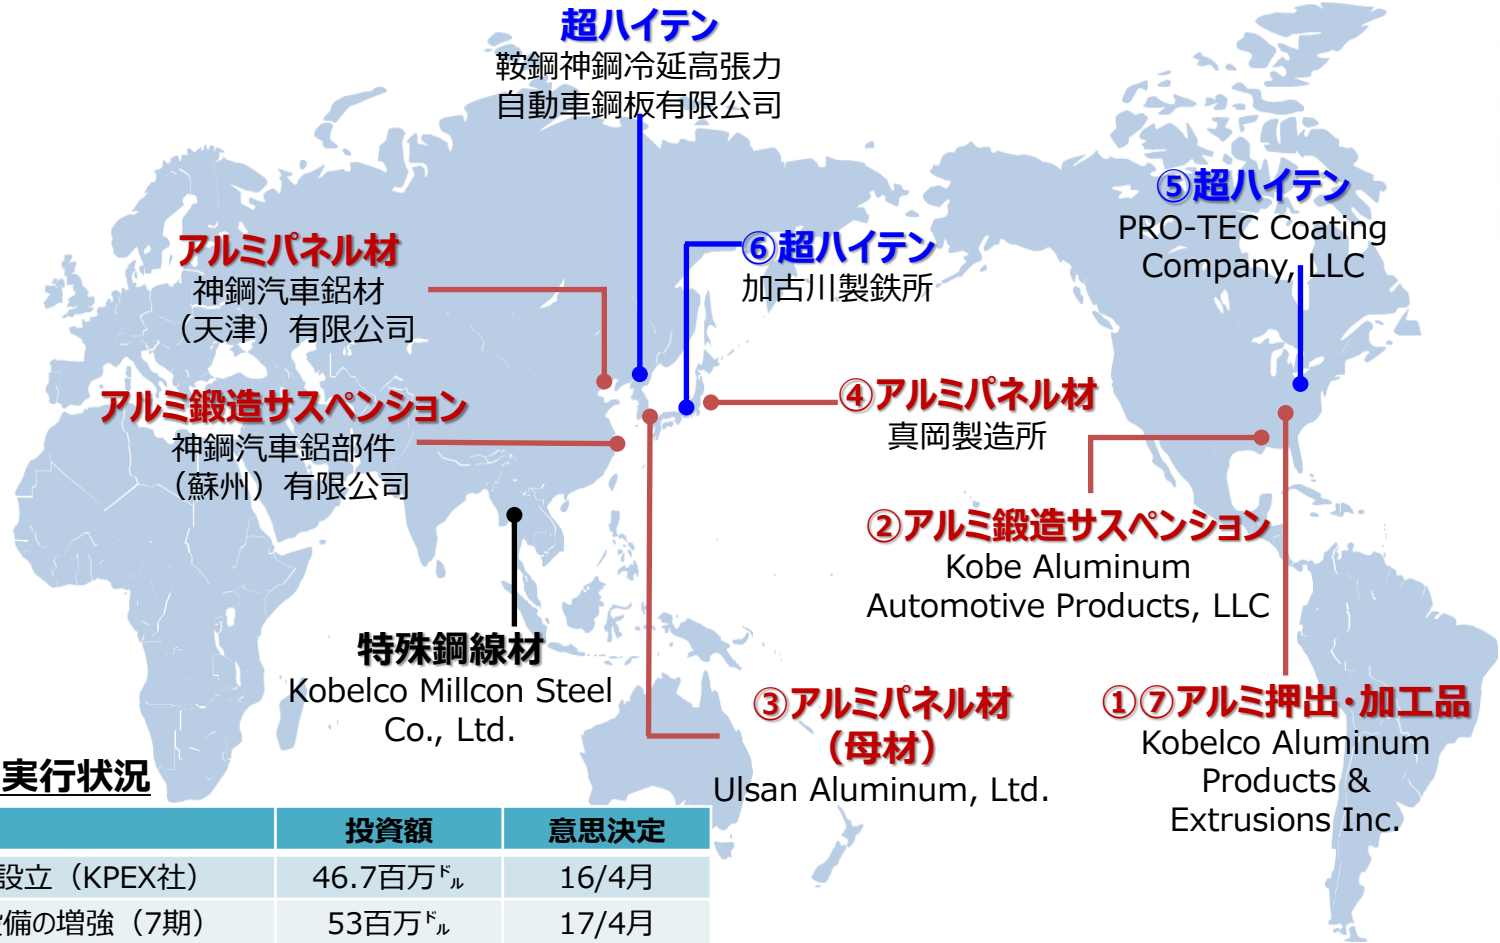 超ハイテン
鞍鋼神鋼冷延高張力
自動車鋼板有限公司
⑤超ハイテン
PRO-TEC Coating
Company, LLC
アルミパネル材
神鋼汽車鋁材
（天津）有限公司
⑥超ハイテン
加古川製鉄所
アルミ鍛造サスペンション
神鋼汽車鋁部件
（蘇州）有限公司
④アルミパネル材
真岡製造所
②アルミ鍛造サスペンション
Kobe Aluminum
Automotive Products, LLC
特殊鋼線材
Kobelco Millcon Steel
Co., Ltd.
③アルミパネル材
（母材）
Ulsan Aluminum, Ltd.
①⑦アルミ押出・加工品
Kobelco Aluminum
Products &
Extrusions Inc.
実行状況
投資額 意思決定
設立（KPEX社） 46.7百万㌦ 16/4月
備の増強（7期） 53百万㌦ 17/4月